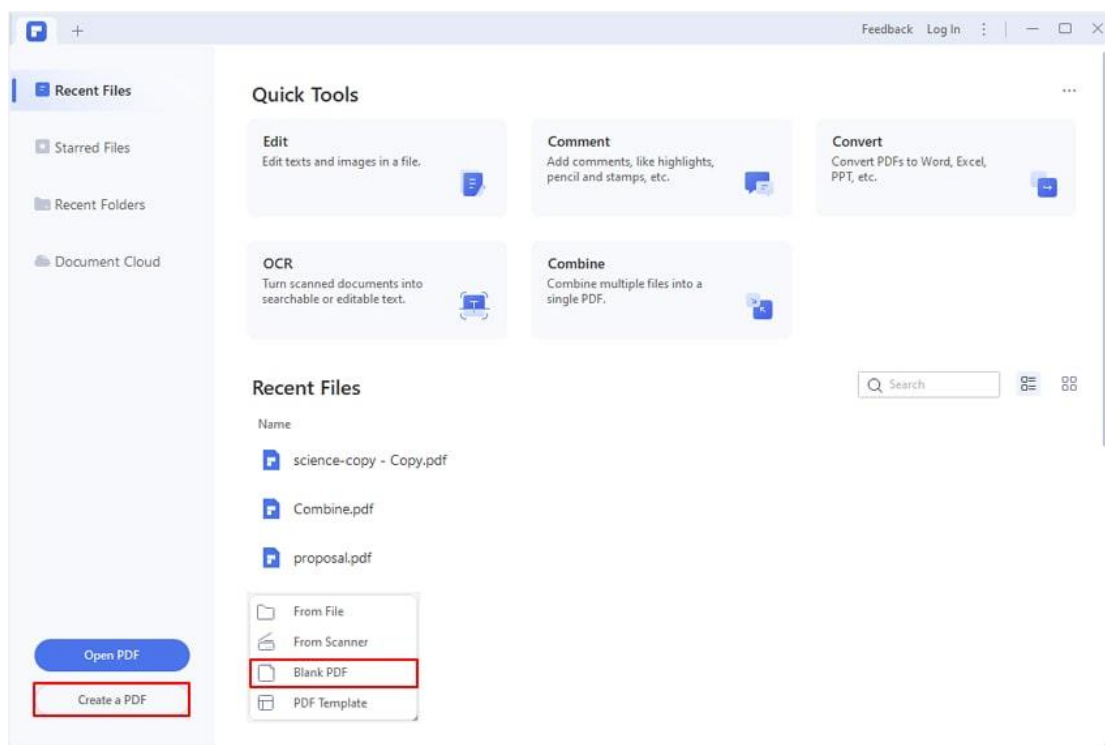 Feedback Log In
Recent Files
Starred Files
Recent Folders
Document Cloud
Open PDF
Create a PDF
Quick Tools
Edit
Edit texts and images in a file.
Comment
Add comments, like highlights,
pencil and stamps, etc.
Convert
Convert PDFs to Word, Excel,
PPT, etc.
OCR
Turn scanned documents into
searchable or editable text.
Combine
Combine multiple files into a
single PDF.
Recent Files
Search
Name
science-copy - Copy.pdf
Combine.pdf
proposal.pdf
From File
From Scanner
Blank PDF
PDF Template